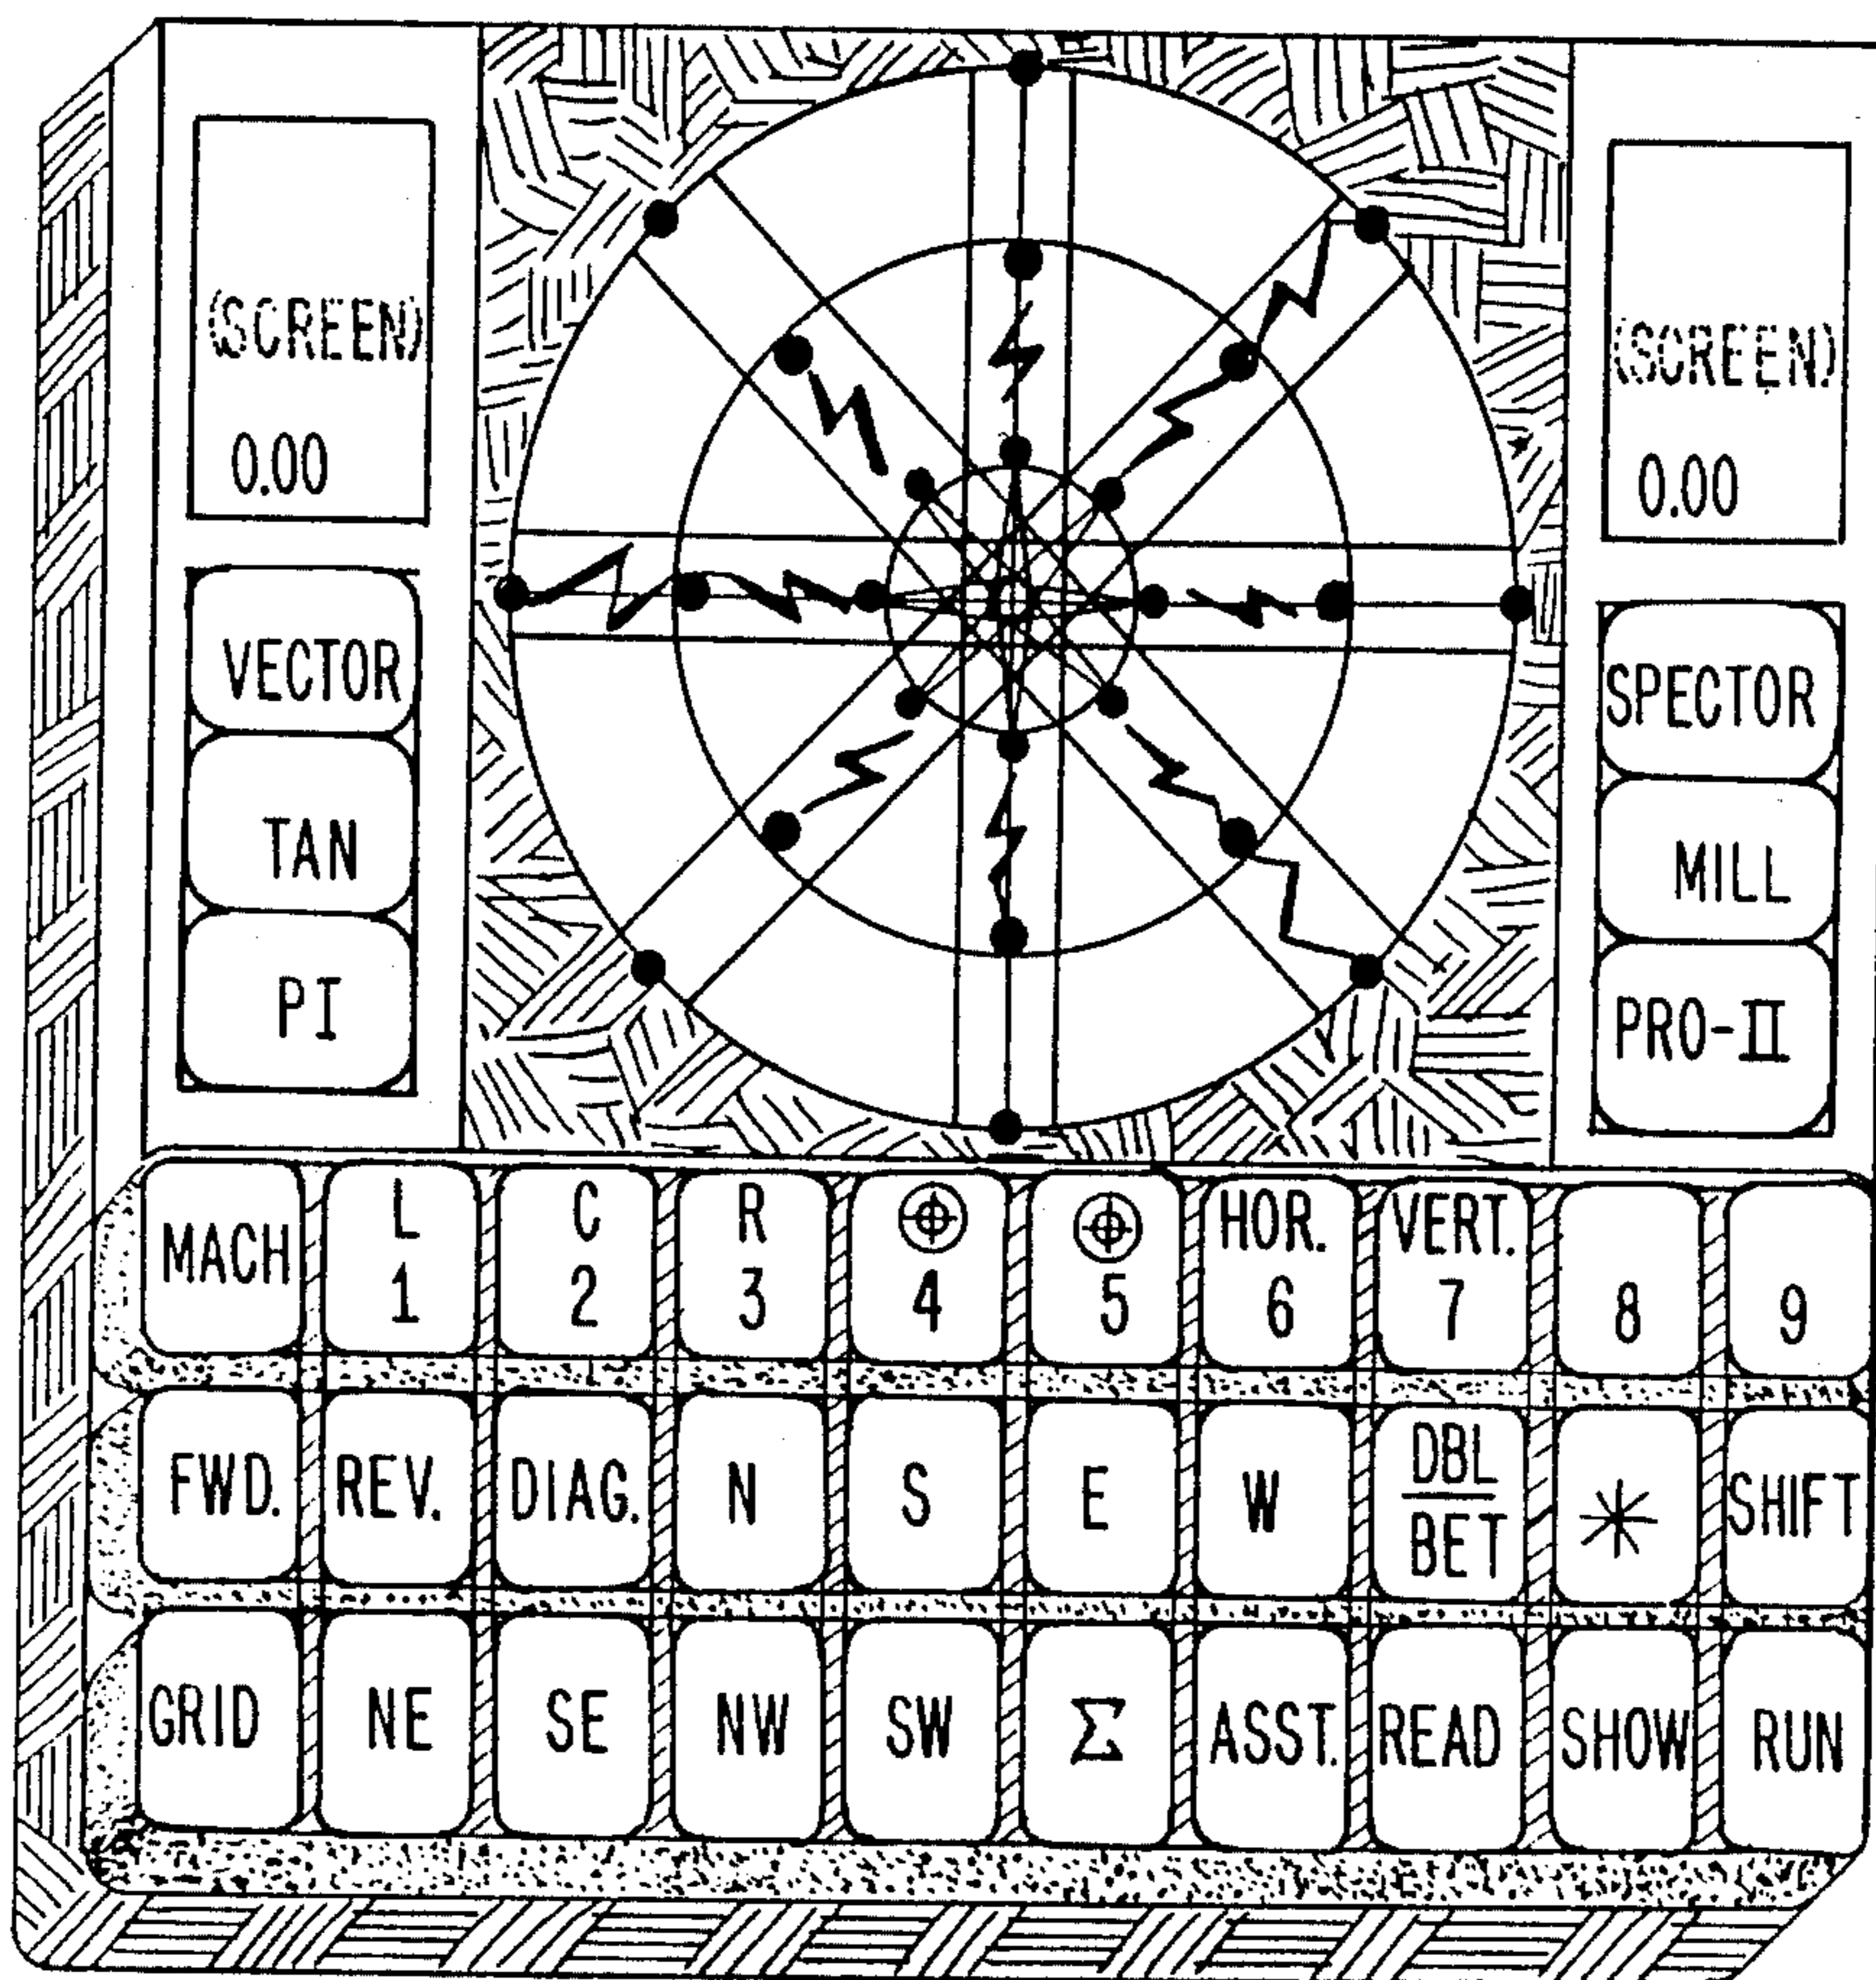 (SCREEN)
0.00
VECTOR
TAN
PI
(SCREEN)
0.00
SPECTOR
MILL
PRO-II
MACH
L
1
C
2
R
3
4
5
HOR.
6
VERT.
7
8
9
FWD.
REV.
DIAG.
N
S
E
W
DBL
BET
*
SHIFT
GRID
NE
SE
NW
SW
Σ
ASST.
READ
SHOW
RUN